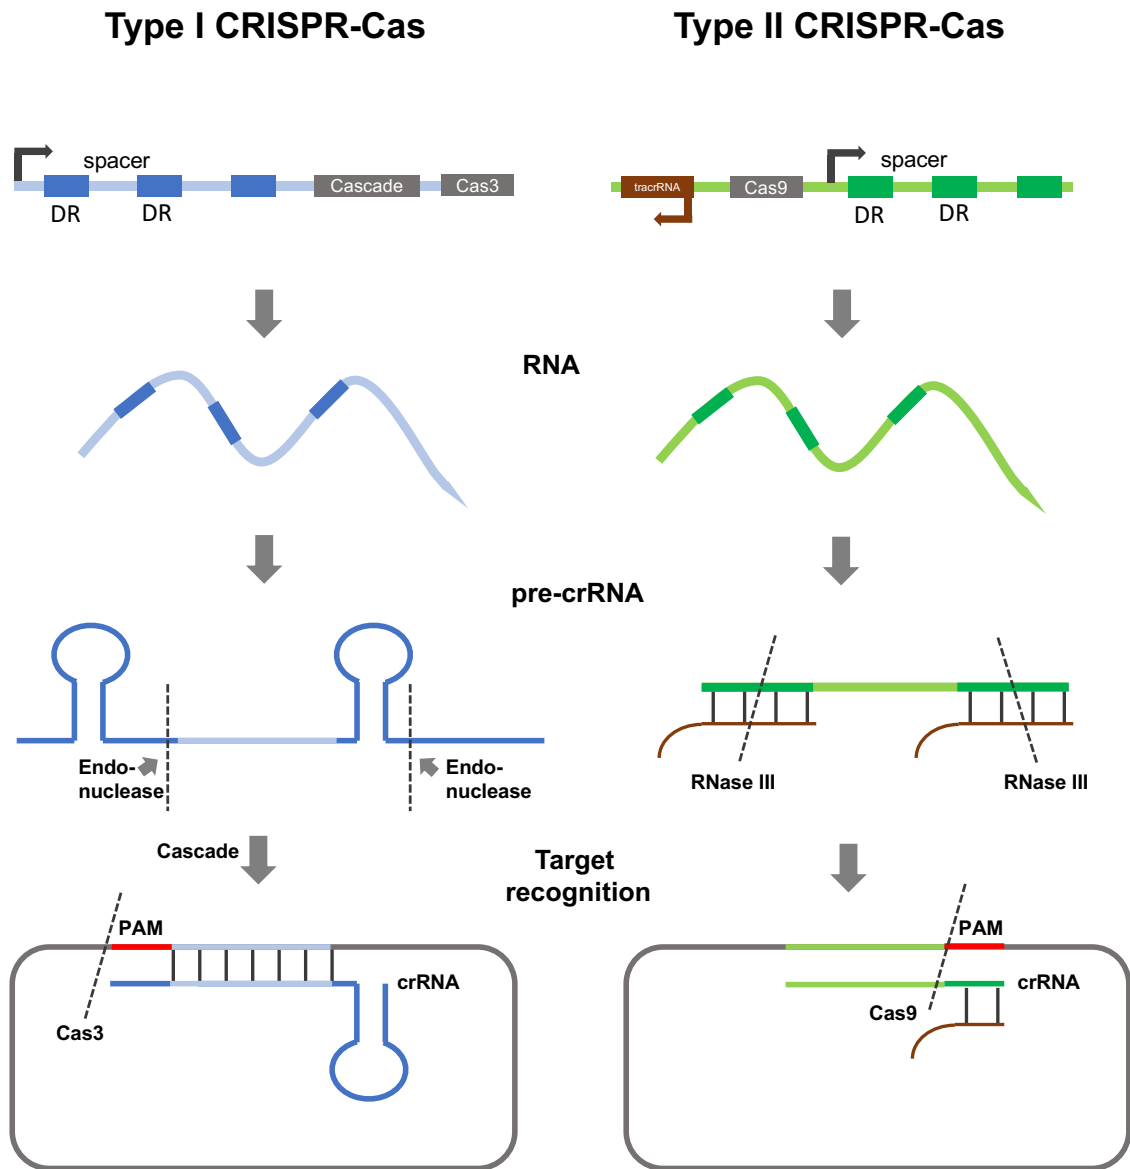 Type I CRISPR-Cas
Type II CRISPR-Cas
spacer
Cascade
Cas3
DR
DR
spacer
tracrRNA
Cas9
DR
DR
RNA
pre-crRNA
Endo-
nuclease
Endo-
nuclease
RNase III
RNase III
Cascade
Target
recognition
PAM
crRNA
Cas3
PAM
crRNA
Cas9